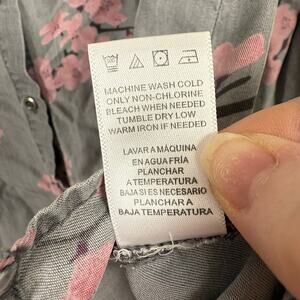 MACHINE WASH COLD
ONLY NON-CHLORINE
BLEACH WHEN NEEDED
TUMBLE DRY LOW
WARM IRON IF NEEDED
LAVAR A MAQUINA
EN AGUA FRÍA
PLANCHAR
A TEMPERATURA
BAJA SI ES NECESARIO
PLANCHAR A
BAJA TEMPERATURA